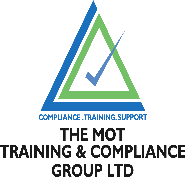 COMPLIANCE.TRAINING.SUPPORT
THE MOT
TRAINING & COMPLIANCE
GROUP LTD